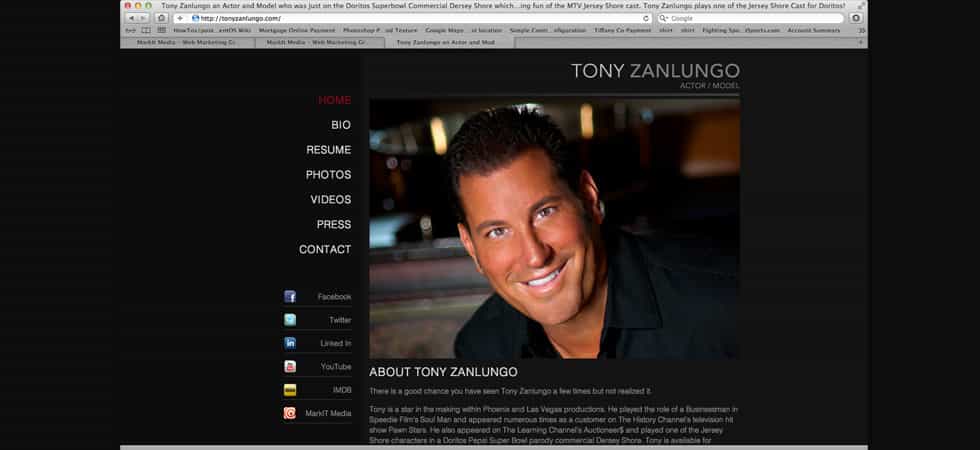 Tony Zanlungo an Actor and Model who was just on the Doritos Superbowl Commercial Dersey Shore which...ing fun of the MTV Jersey Shore cast. Tony Zanlungo plays one of the Jersey Shore Cast for Doritos!
http://tonyzanlungo.com/
Google
HowTos/post...entOS Wiki Mortgage Online Payment Photoshop P...od Texture Google Maps...st location Simple.Contr...onfiguration Tiffany Co Payment shirt shirt Fighting Spo...iSports.com Account Summary
MarkIt Media – Web Marketing Gr... MarkIt Media – Web Marketing Gr... Tony Zanlungo an Actor and Mod...
TONY ZANLUNGO
ACTOR / MODEL
HOME
BIO
RESUME
PHOTOS
VIDEOS
PRESS
CONTACT
Facebook
Twitter
Linked In
YouTube
IMDB
MarkIT Media
ABOUT TONY ZANLUNGO
There is a good chance you have seen Tony Zanlungo a few times but not realized it.
Tony is a star in the making within Phoenix and Las Vegas productions. He played the role of a Businessman in
Speedie Film's Soul Man and appeared numerous times as a customer on The History Channel's television hit
show Pawn Stars. He also appeared on The Learning Channel's Auctioneer$ and played one of the Jersey
Shore characters in a Doritos Pepsi Super Bowl parody commercial Dersey Shore. Tony is available for